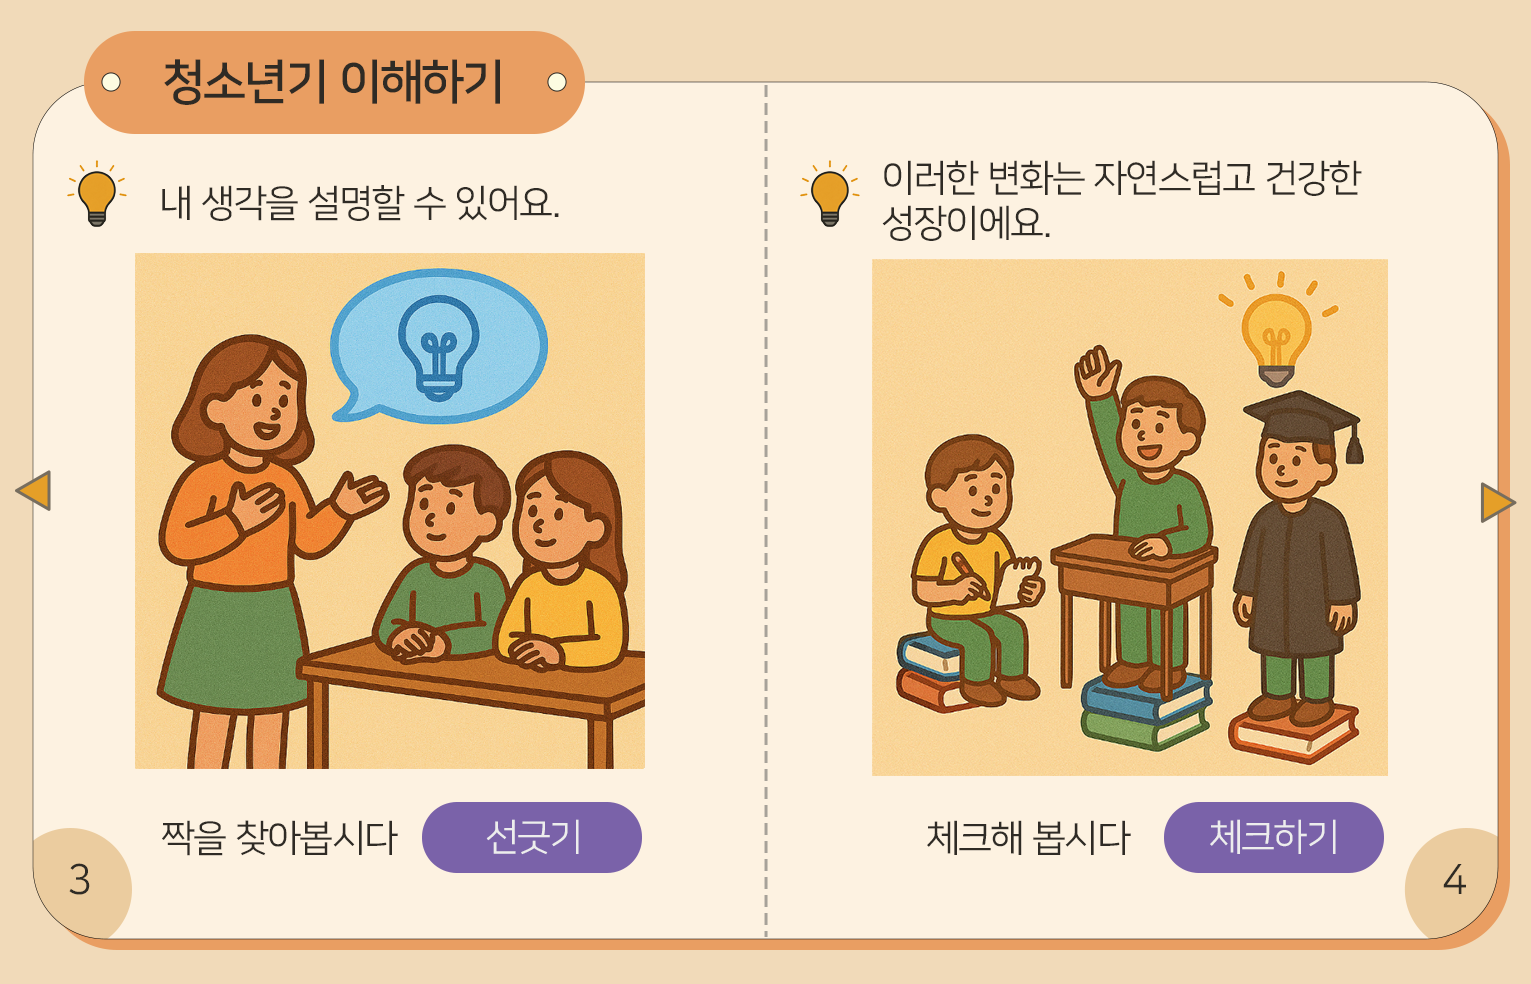 청소년기 이해하기
내 생각을 설명할 수 있어요.
짝을 찾아봅시다
선긋기
3
이러한 변화는 자연스럽고 건강한
성장이에요.
체크해 봅시다
체크하기
4